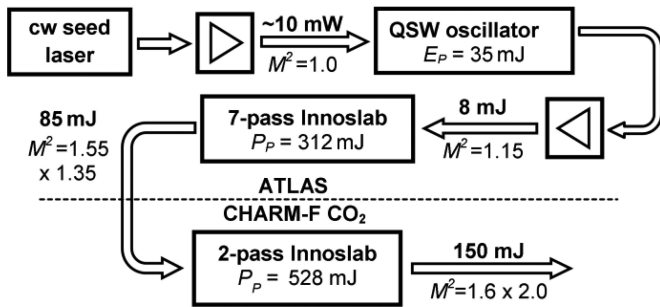 cw seed
laser
~10 mW
M²=1.0
QSW oscillator
E_P = 35 mJ
85 mJ
M²=1.55
x 1.35
7-pass Innoslab
P_P = 312 mJ
8 mJ
M²=1.15
ATLAS
CHARM-F CO₂
2-pass Innoslab
P_P = 528 mJ
150 mJ
M²=1.6 x 2.0